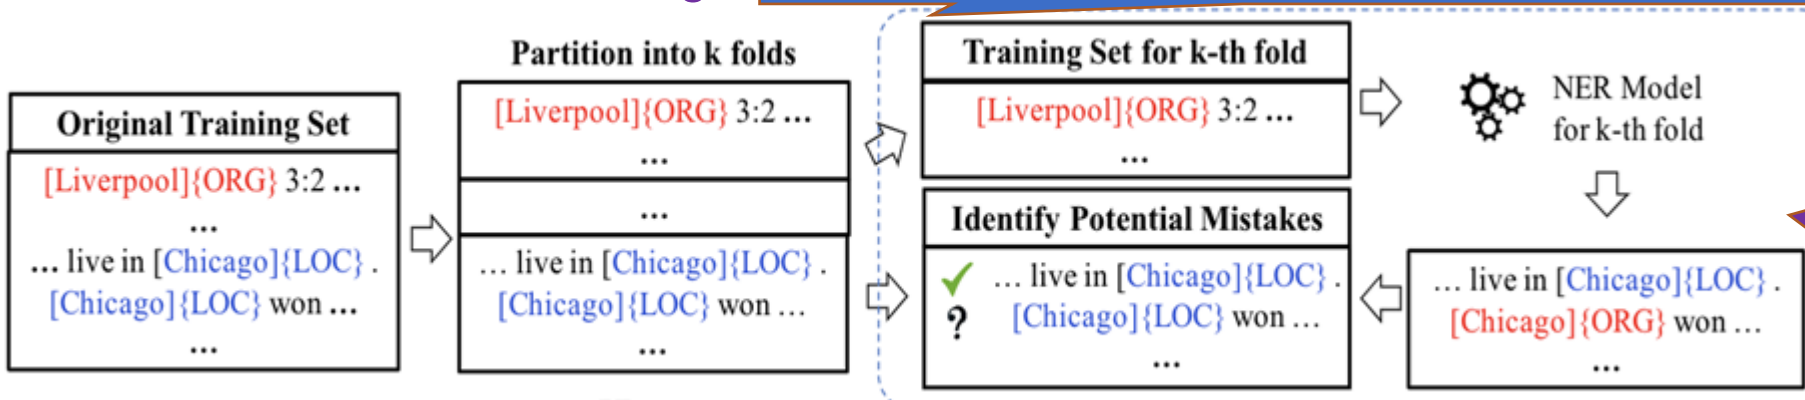 Original Training Set
[Liverpool]{ORG} 3:2 ...
...
... live in [Chicago]{LOC} .
[Chicago]{LOC} won ...
...
Partition into k folds
[Liverpool]{ORG} 3:2 ...
...
...
... live in [Chicago]{LOC} .
[Chicago]{LOC} won ...
...
Training Set for k-th fold
[Liverpool]{ORG} 3:2 ...
...
NER Model
for k-th fold
Identify Potential Mistakes
✓ ... live in [Chicago]{LOC} .
? [Chicago]{LOC} won ...
...
... live in [Chicago]{LOC} .
[Chicago]{ORG} won ...
...